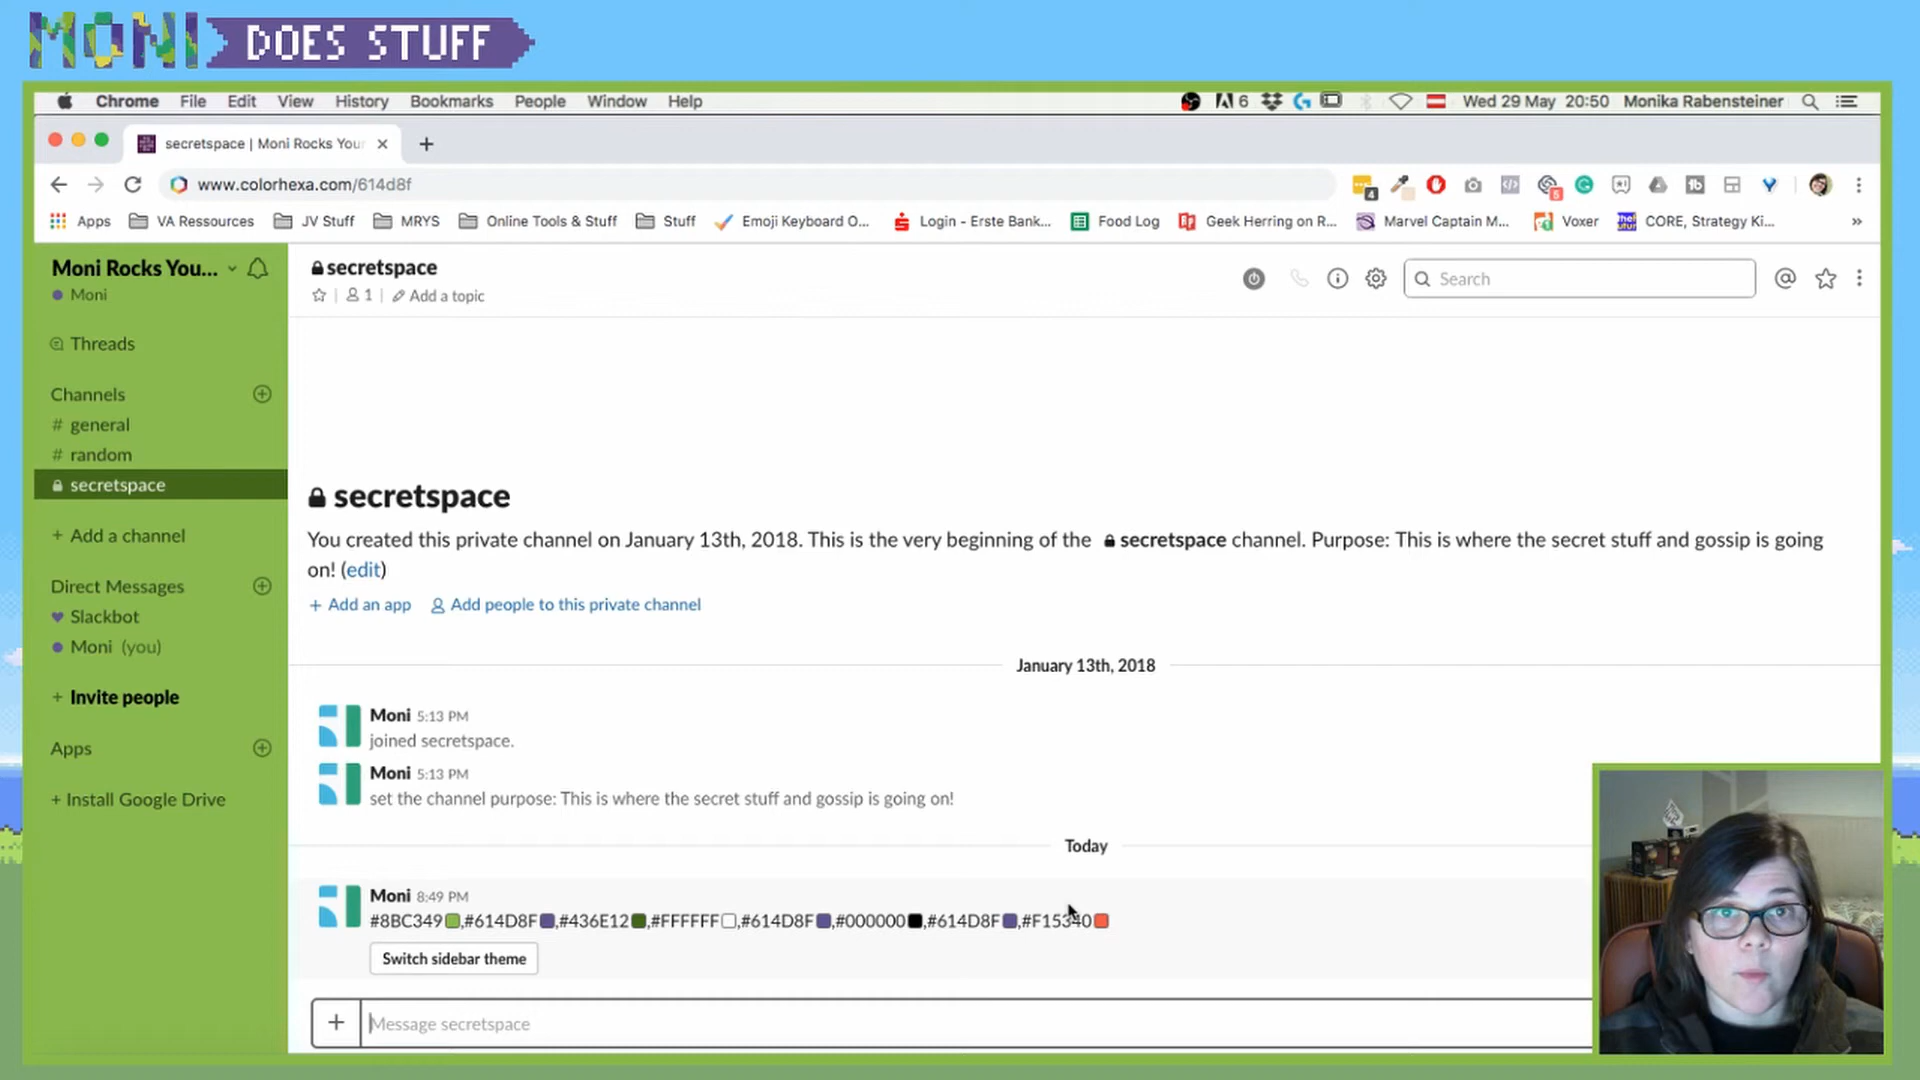 MONI DOES STUFF
Chrome File Edit View History Bookmarks People Window Help 6 Wed 29 May 20:50 Monika Rabensteiner
secretspace | Moni Rocks Your
www.colorhexa.com/614d8f 4 5
Apps VA Ressources JV Stuff MRYS Online Tools & Stuff Stuff Emoji Keyboard O... Login - Erste Bank... Food Log Geek Herring on R... Marvel Captain M... Voxer CORE, Strategy Ki... »
Moni Rocks You...
Moni
Threads
Channels
# general
# random
secretspace
+ Add a channel
Direct Messages
Slackbot
Moni (you)
+ Invite people
Apps
+ Install Google Drive
secretspace
1 | Add a topic
Search
secretspace
You created this private channel on January 13th, 2018. This is the very beginning of the secretspace channel. Purpose: This is where the secret stuff and gossip is going
on! (edit)
+ Add an app Add people to this private channel
January 13th, 2018
Moni 5:13 PM
joined secretspace.
Moni 5:13 PM
set the channel purpose: This is where the secret stuff and gossip is going on!
Today
Moni 8:49 PM
#8BC349,#614D8F,#436E12,#FFFFFF,#614D8F,#000000,#614D8F,#F15340
Switch sidebar theme
Message secretspace